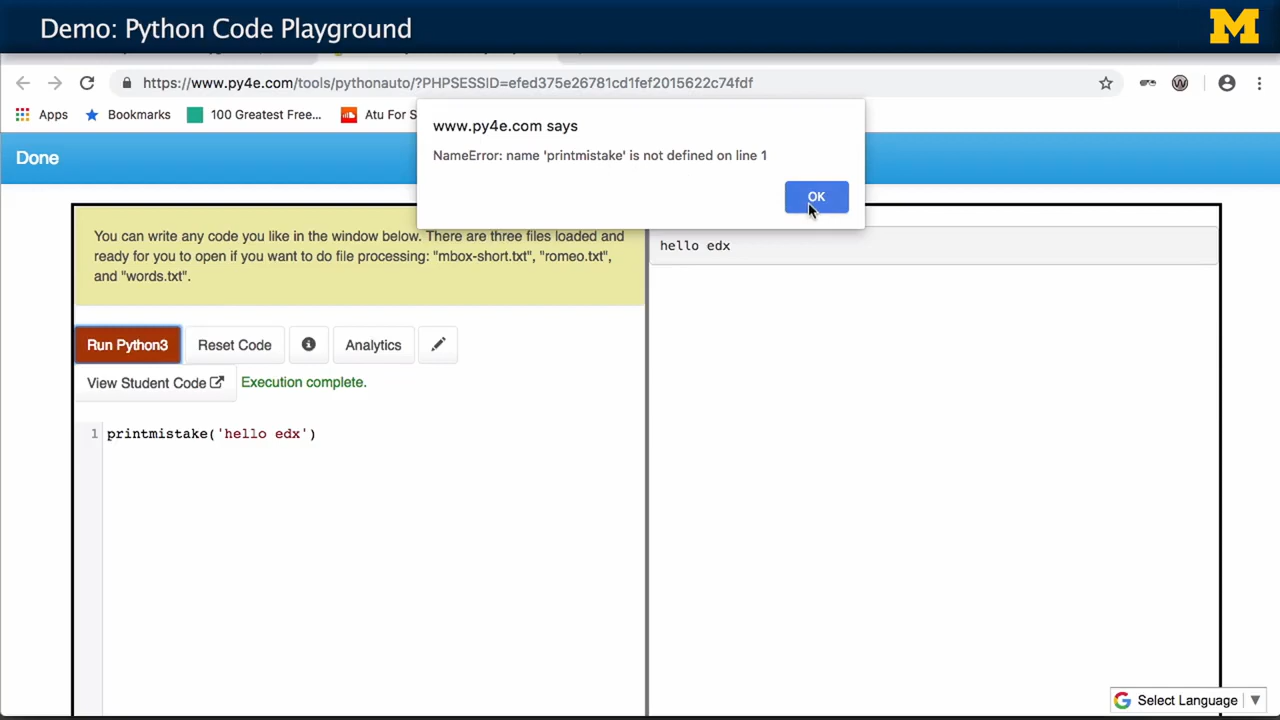 Demo: Python Code Playground
M
https://www.py4e.com/tools/pythonauto/?PHPSESSID=efed375e26781cd1fef2015622c74fdf
Apps
Bookmarks
100 Greatest Free...
Atu For S
www.py4e.com says
NameError: name 'printmistake' is not defined on line 1
OK
Done
You can write any code you like in the window below. There are three files loaded and
ready for you to open if you want to do file processing: "mbox-short.txt", "romeo.txt",
and "words.txt".
hello edx
Run Python3
Reset Code
Analytics
View Student Code
Execution complete.
1 printmistake('hello edx')
Select Language